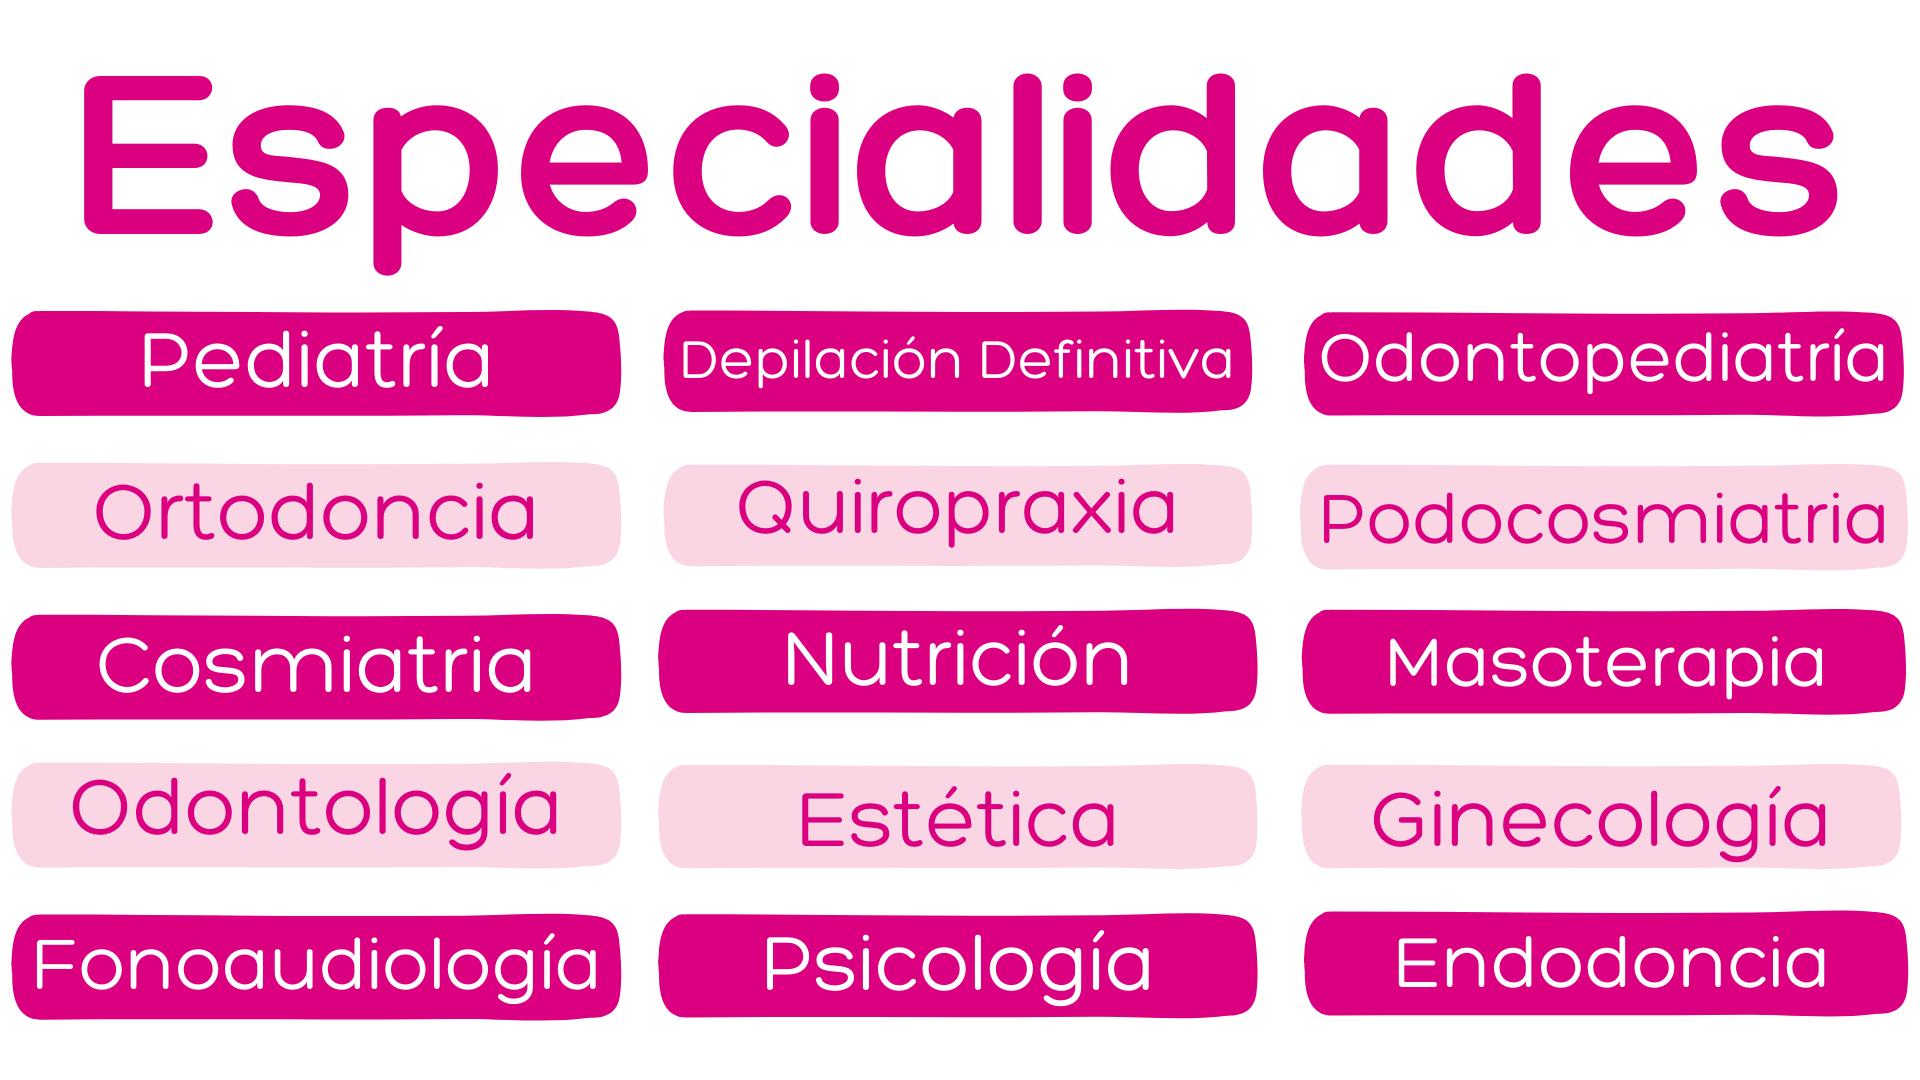 Especialidades
Pediatría
Depilación Definitiva
Odontopediatría
Ortodoncia
Quiropraxia
Podocosmiatria
Cosmiatria
Nutrición
Masoterapia
Odontología
Estética
Ginecología
Fonoaudiología
Psicología
Endodoncia